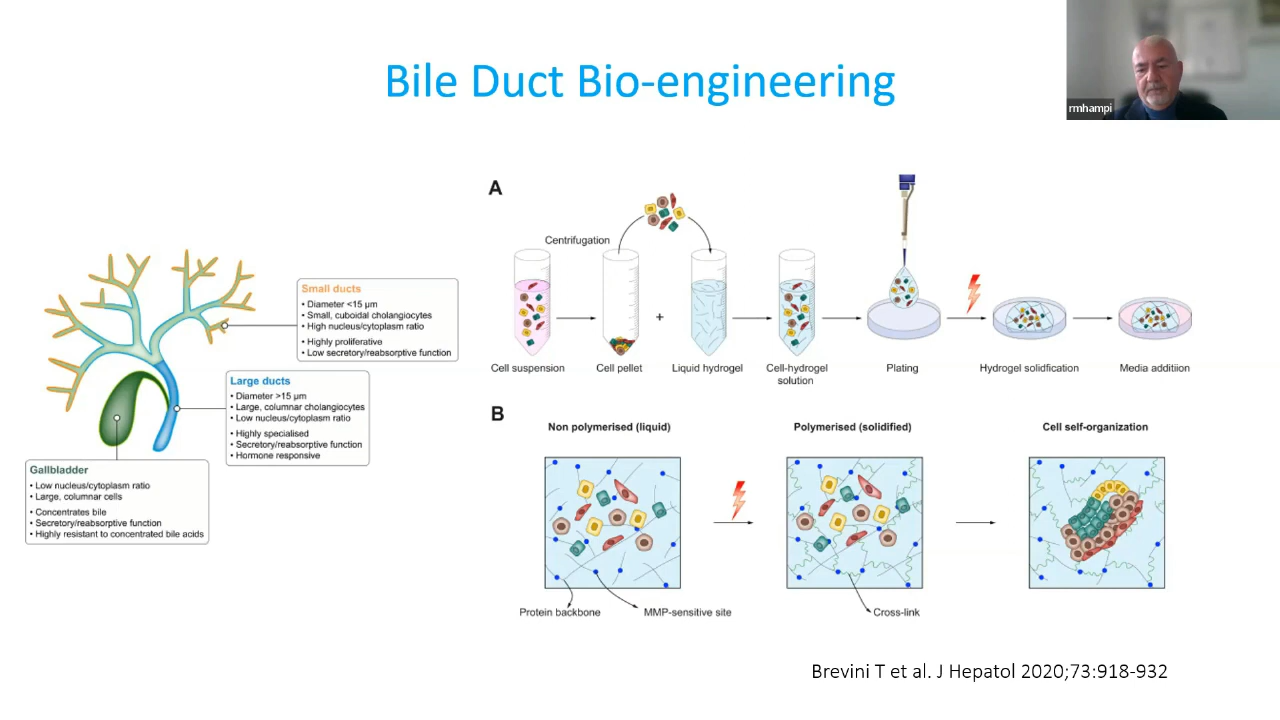 Bile Duct Bio-engineering
rmhampi
Small ducts
• Diameter <15 µm
• Small, cuboidal cholangiocytes
• High nucleus/cytoplasm ratio
• Highly proliferative
• Low secretory/reabsorptive function
Large ducts
• Diameter >15 µm
• Large, columnar cholangiocytes
• Low nucleus/cytoplasm ratio
• Highly specialised
• Secretory/reabsorptive function
• Hormone responsive
Gallbladder
• Low nucleus/cytoplasm ratio
• Large, columnar cells
• Concentrates bile
• Secretory/reabsorptive function
• Highly resistant to concentrated bile acids
A
Centrifugation
+
Cell suspension
Cell pellet
Liquid hydrogel
Cell-hydrogel
solution
Plating
Hydrogel solidfication
Media additiion
B
Non polymerised (liquid)
Polymerised (solidified)
Cell self-organization
Protein backbone
MMP-sensitive site
Cross-link
Brevini T et al. J Hepatol 2020;73:918-932